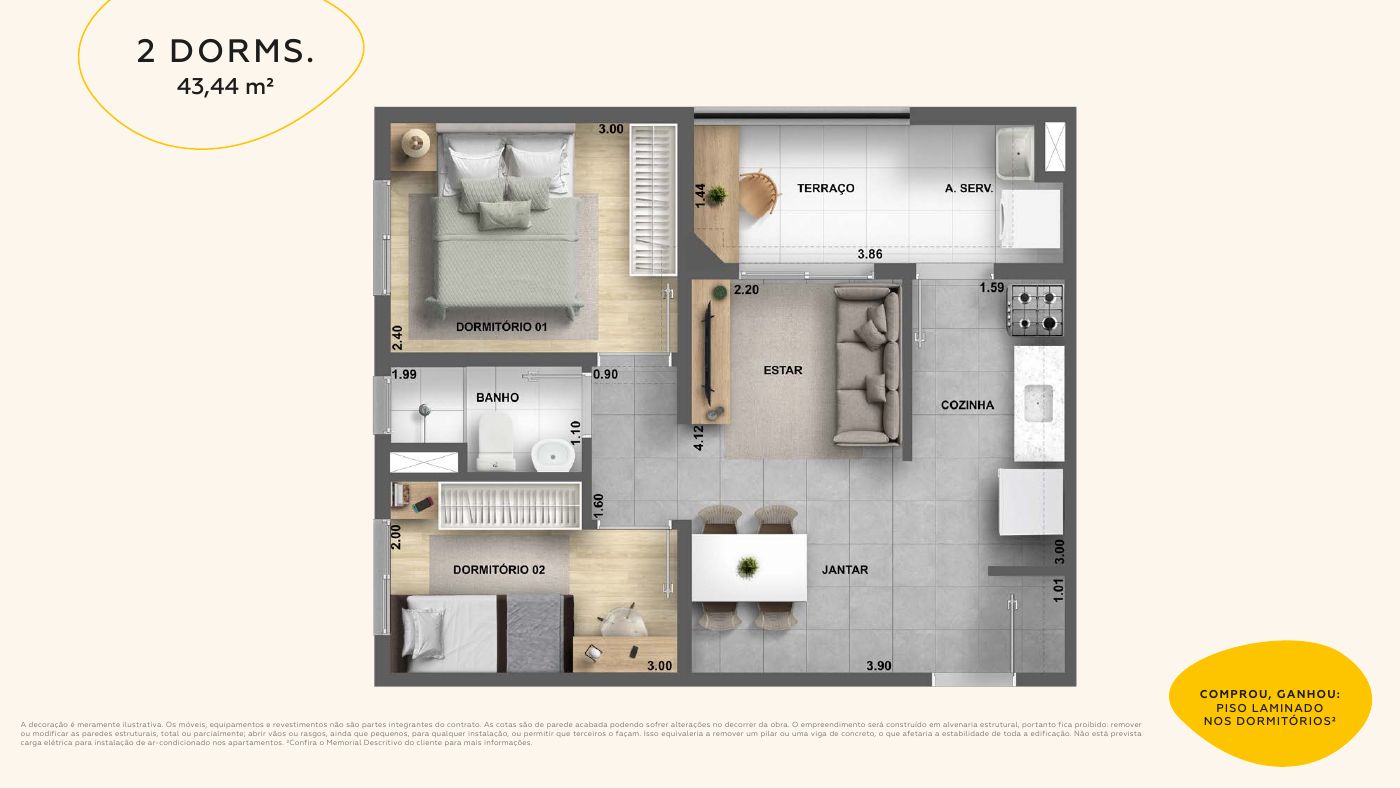 2 DORMS.
43,44 m²
3.00
1.44
TERRAÇO
A. SERV.
3.86
2.20
1.59
DORMITÓRIO 01
2.40
1.99
0.90
BANHO
1.10
ESTAR
COZINHA
4.12
1.60
2.00
DORMITÓRIO 02
JANTAR
3.00
1.01
3.00
3.90
COMPROU, GANHOU:
PISO LAMINADO
NOS DORMITÓRIOS²
A decoração é meramente ilustrativa. Os móveis, equipamentos e revestimentos não são partes integrantes do contrato. As cotas são de parede acabada podendo sofrer alterações no decorrer da obra. O empreendimento será construído em alvenaria estrutural, portanto fica proibido: remover
ou modificar as paredes estruturais, total ou parcialmente; abrir vãos ou rasgos, ainda que pequenos, para qualquer instalação, ou permitir que terceiros o façam. Isso equivaleria a remover um pilar ou uma viga de concreto, o que afetaria a estabilidade de toda a edificação. Não está prevista
carga elétrica para instalação de ar-condicionado nos apartamentos. ²Confira o Memorial Descritivo do cliente para mais informações.